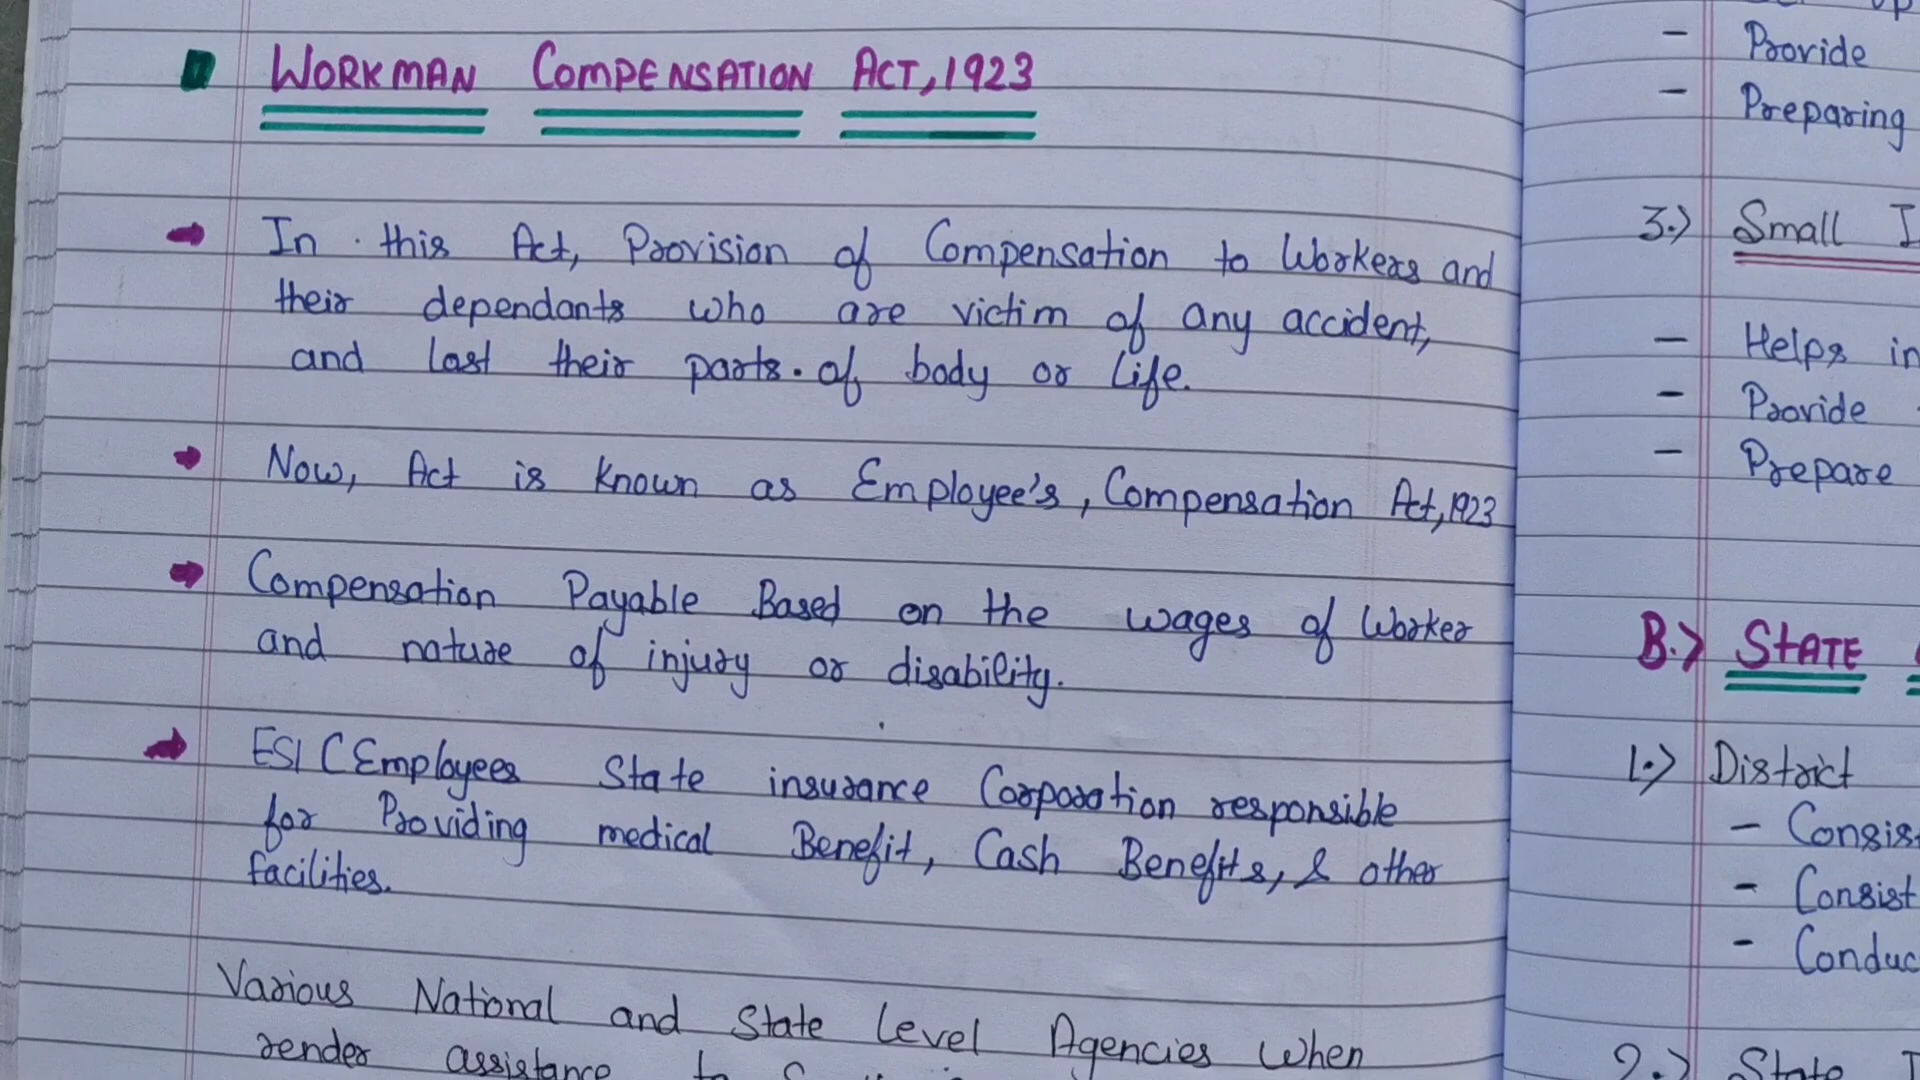 WORKMAN COMPENSATION ACT, 1923
In this Act, Provision of Compensation to Workers and
their dependants who are victim of any accident,
and last their parts of body or Life.
Now, Act is known as Employee's, Compensation Act, 1923
Compensation Payable Based on the wages of Worker
and nature of injury or disability.
ESI (Employees State insurance Corporation responsible
for Providing medical Benefit, Cash Benefits, & other
facilities.
Various National and State Level Agencies When
render assistance to
- Provide
- Preparing
3.) Small I
- Helps in
- Provide
- Prepare
B.) STATE
1.) District
- Consis
- Consist
- Conduc
2.) State I